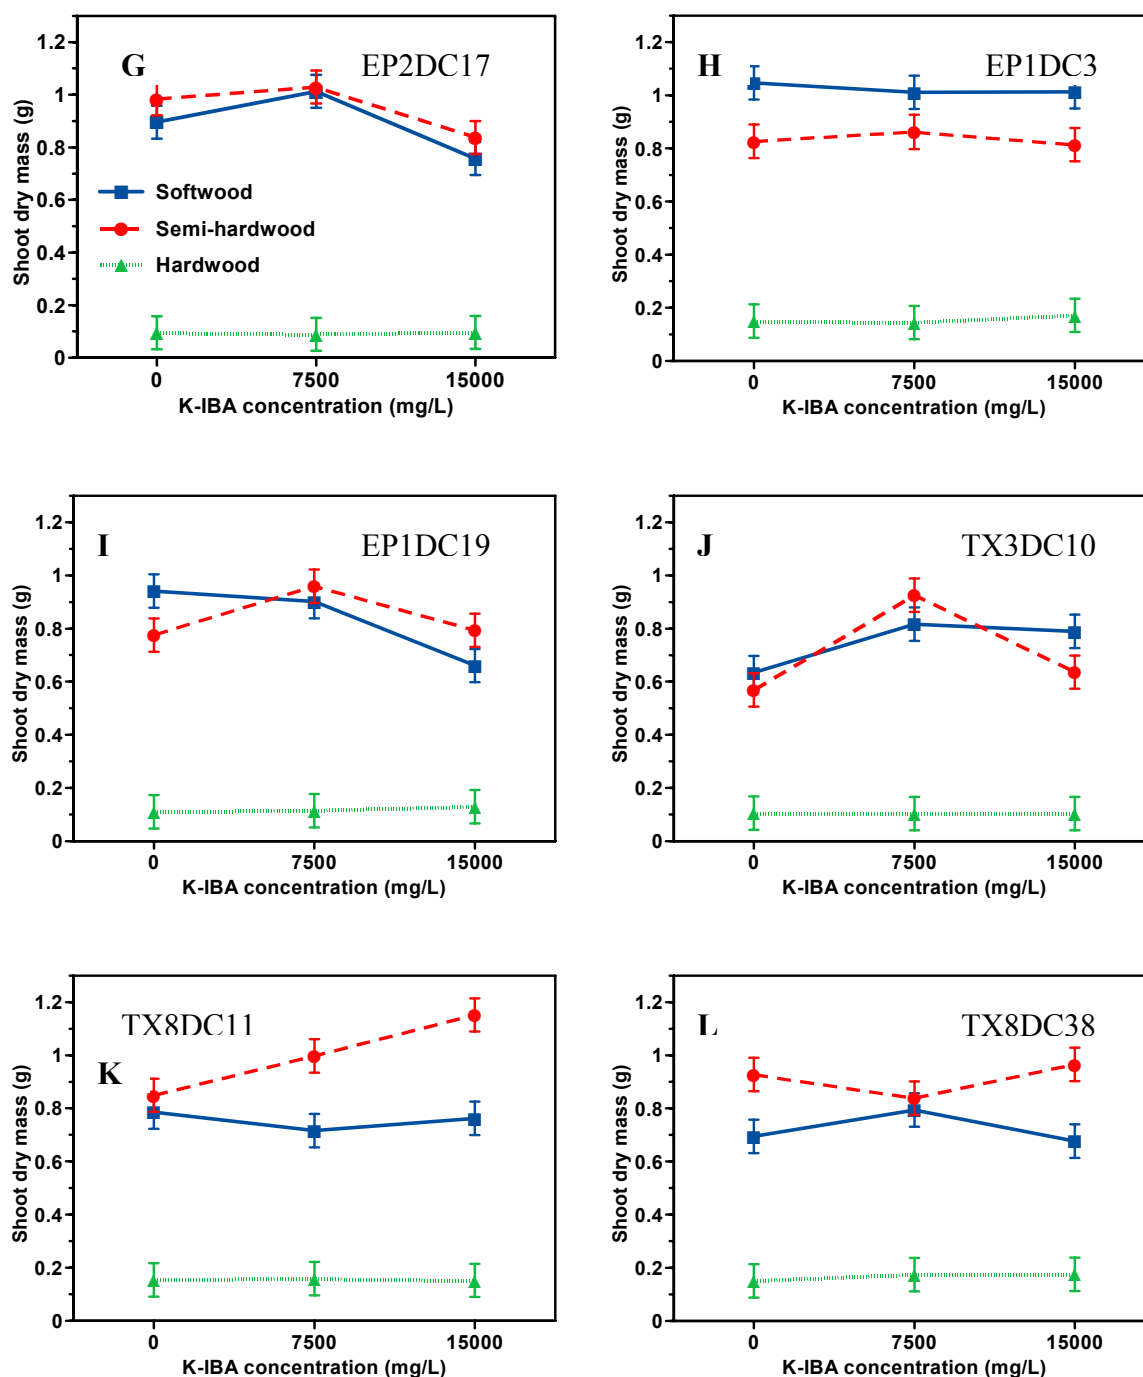 G EP2DC17
Shoot dry mass (g)
1.2
1
0.8
0.6
0.4
0.2
0
Softwood
Semi-hardwood
Hardwood
0 7500 15000
K-IBA concentration (mg/L)
H EP1DC3
Shoot dry mass (g)
1.2
1
0.8
0.6
0.4
0.2
0
0 7500 15000
K-IBA concentration (mg/L)
I EP1DC19
Shoot dry mass (g)
1.2
1
0.8
0.6
0.4
0.2
0
0 7500 15000
K-IBA concentration (mg/L)
J TX3DC10
Shoot dry mass (g)
1.2
1
0.8
0.6
0.4
0.2
0
0 7500 15000
K-IBA concentration (mg/L)
TX8DC11
K
Shoot dry mass (g)
1.2
1
0.8
0.6
0.4
0.2
0
0 7500 15000
K-IBA concentration (mg/L)
L TX8DC38
Shoot dry mass (g)
1.2
1
0.8
0.6
0.4
0.2
0
0 7500 15000
K-IBA concentration (mg/L)